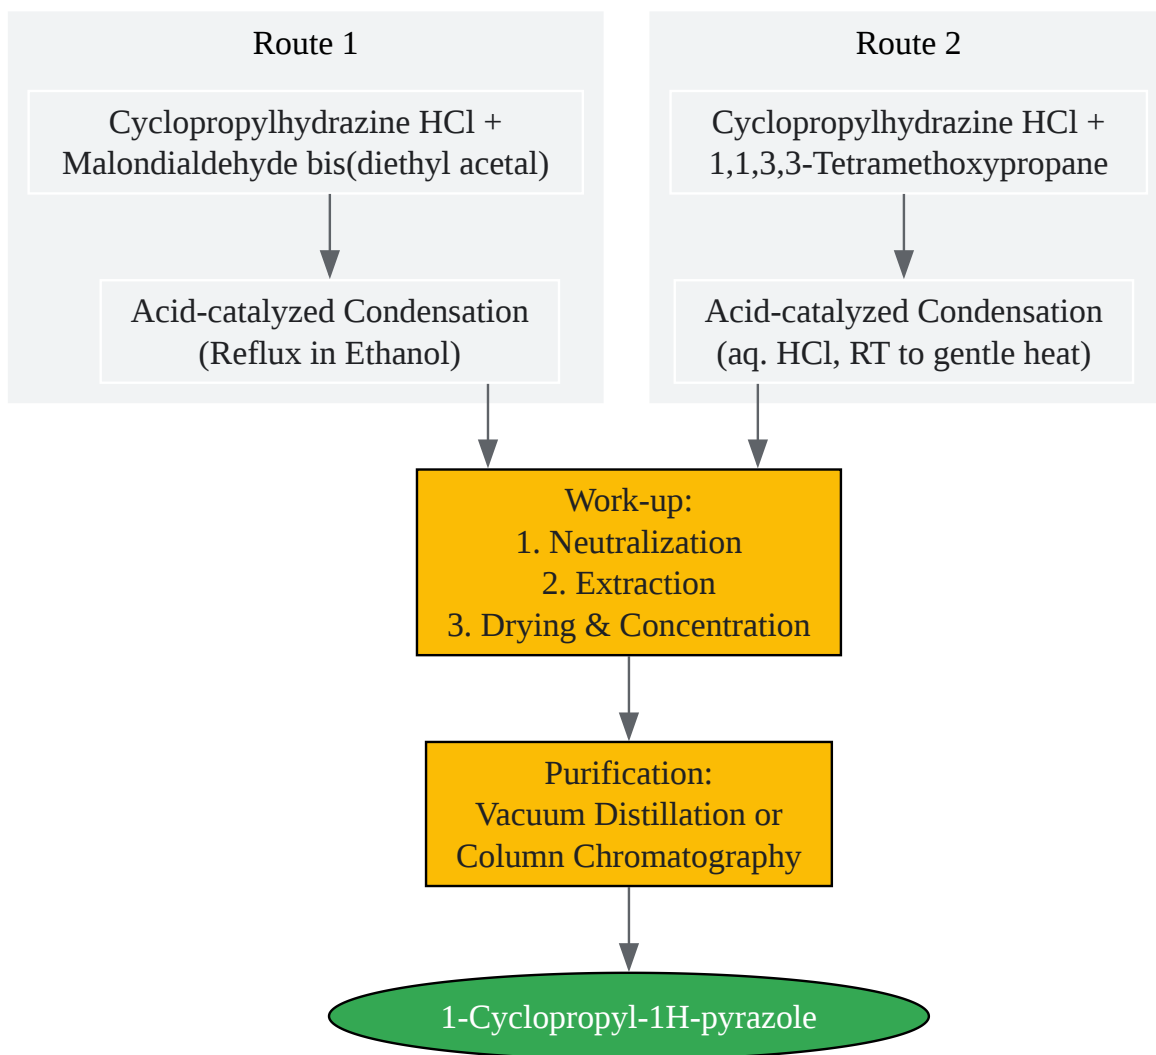 Route 1
Cyclopropylhydrazine HCl +
Malondialdehyde bis(diethyl acetal)
Acid-catalyzed Condensation
(Reflux in Ethanol)
Route 2
Cyclopropylhydrazine HCl +
1,1,3,3-Tetramethoxypropane
Acid-catalyzed Condensation
(aq. HCl, RT to gentle heat)
Work-up:
1. Neutralization
2. Extraction
3. Drying & Concentration
Purification:
Vacuum Distillation or
Column Chromatography
1-Cyclopropyl-1H-pyrazole